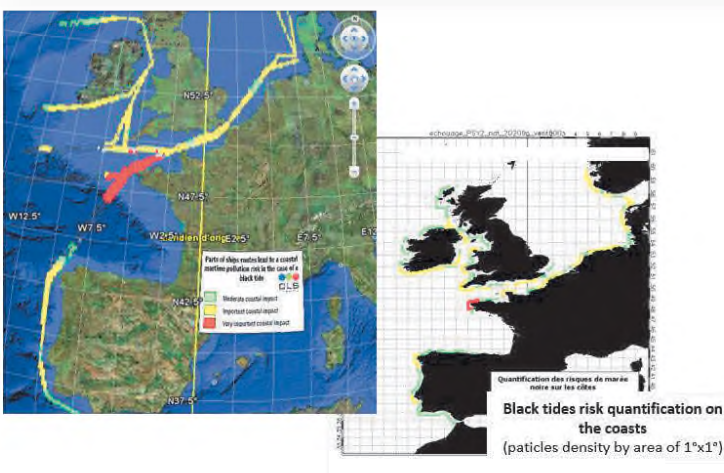 N
N52.5°
N47.5°
W12.5°
W7.5°
W2.5°
E2.5°
E7.5°
N42.5°
N37.5°
Parts of ships routes lead to a coastal
maritime pollution risk in the case of a
black tide
CLS
Moderate coastal impact
Important coastal impact
Very important coastal impact
Quantification des risques de marée
noire sur les côtes
Black tides risk quantification on
the coasts
(paticles density by area of 1°x1°)